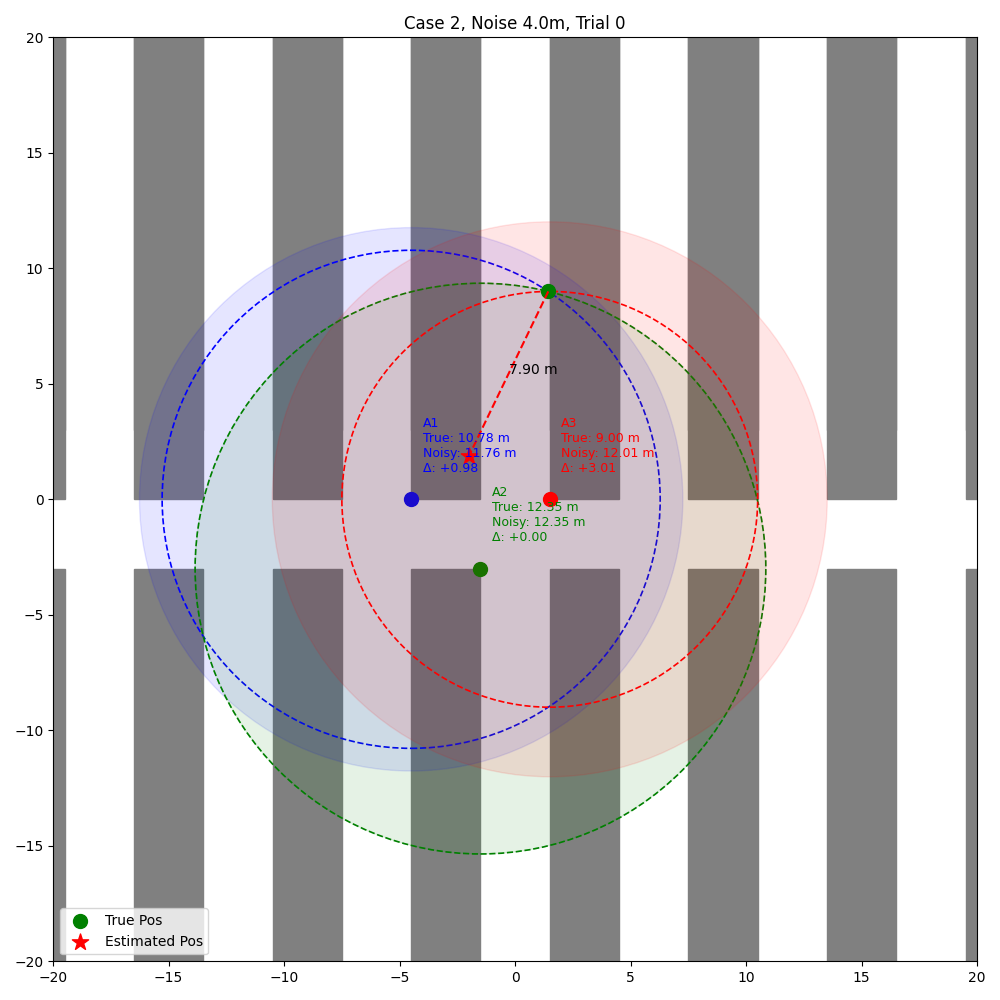 Case 2, Noise 4.0m, Trial 0
20
15
10
5
0
−5
−10
−15
−20
7.90 m
A1
True: 10.78 m
Noisy: 11.76 m
Δ: +0.98
A3
True: 9.00 m
Noisy: 12.01 m
Δ: +3.01
A2
True: 12.35 m
Noisy: 12.35 m
Δ: +0.00
True Pos
Estimated Pos
−20
−15
−10
−5
0
5
10
15
20